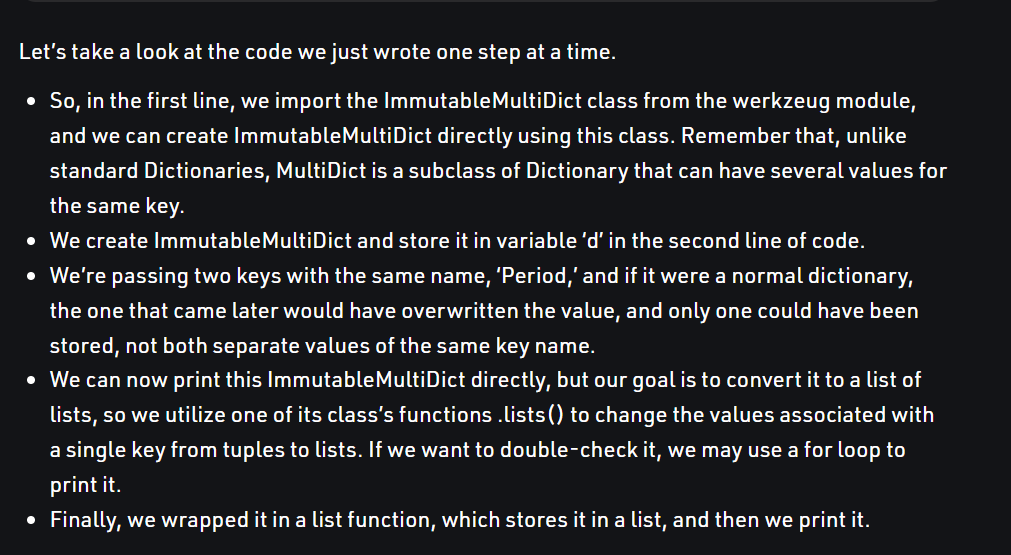 Let's take a look at the code we just wrote one step at a time.
• So, in the first line, we import the ImmutableMultiDict class from the werkzeug module,
and we can create ImmutableMultiDict directly using this class. Remember that, unlike
standard Dictionaries, MultiDict is a subclass of Dictionary that can have several values for
the same key.
• We create ImmutableMultiDict and store it in variable ‘d’ in the second line of code.
• We’re passing two keys with the same name, ‘Period,’ and if it were a normal dictionary,
the one that came later would have overwritten the value, and only one could have been
stored, not both separate values of the same key name.
• We can now print this ImmutableMultiDict directly, but our goal is to convert it to a list of
lists, so we utilize one of its class’s functions .lists() to change the values associated with
a single key from tuples to lists. If we want to double-check it, we may use a for loop to
print it.
• Finally, we wrapped it in a list function, which stores it in a list, and then we print it.